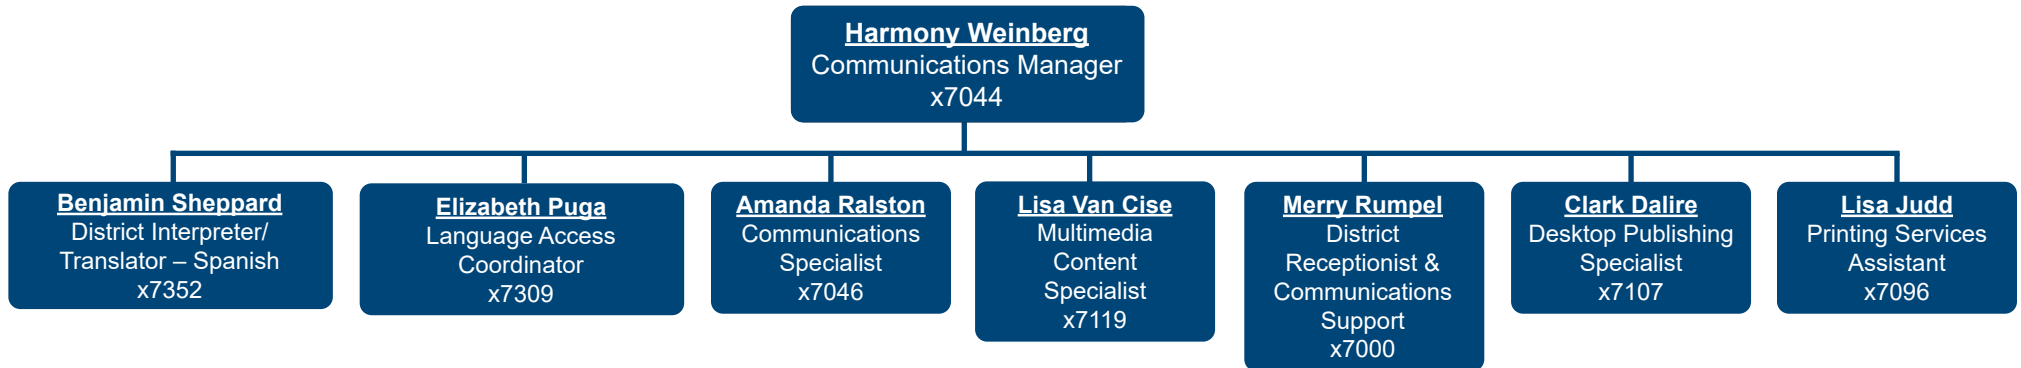 Harmony Weinberg
Communications Manager
x7044
Benjamin Sheppard
District Interpreter/
Translator – Spanish
x7352
Elizabeth Puga
Language Access
Coordinator
x7309
Amanda Ralston
Communications
Specialist
x7046
Lisa Van Cise
Multimedia
Content
Specialist
x7119
Merry Rumpel
District
Receptionist &
Communications
Support
x7000
Clark Dalire
Desktop Publishing
Specialist
x7107
Lisa Judd
Printing Services
Assistant
x7096